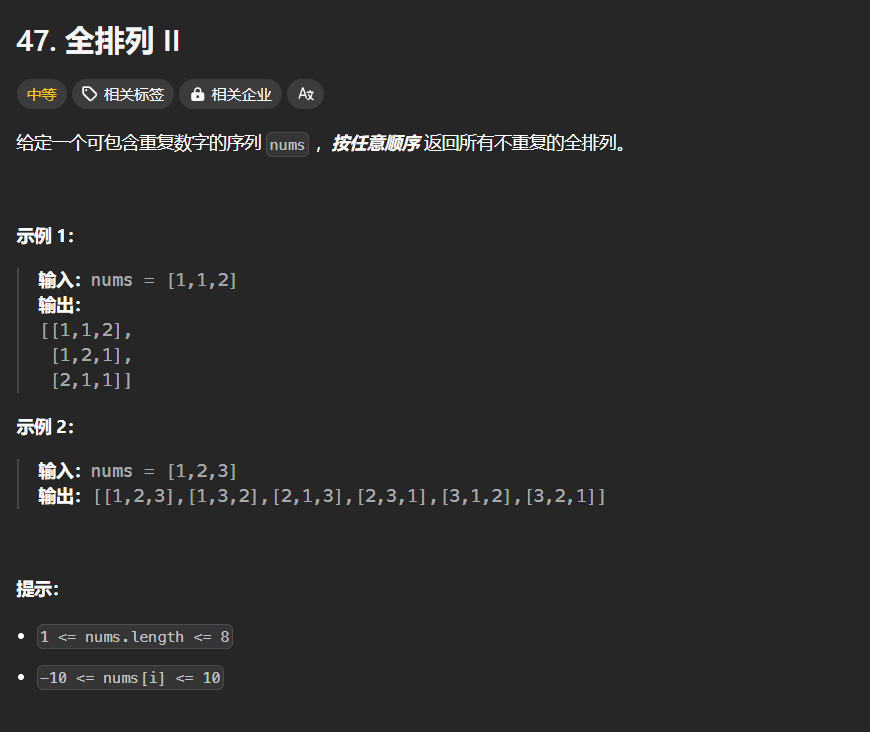 47. 全排列 II
中等 相关标签 相关企业 Az
给定一个可包含重复数字的序列 nums ，按任意顺序 返回所有不重复的全排列。
示例 1：
输入：nums = [1,1,2]
输出：
[[1,1,2],
[1,2,1],
[2,1,1]]
示例 2：
输入：nums = [1,2,3]
输出：[[1,2,3],[1,3,2],[2,1,3],[2,3,1],[3,1,2],[3,2,1]]
提示：
• 1 <= nums.length <= 8
• -10 <= nums[i] <= 10